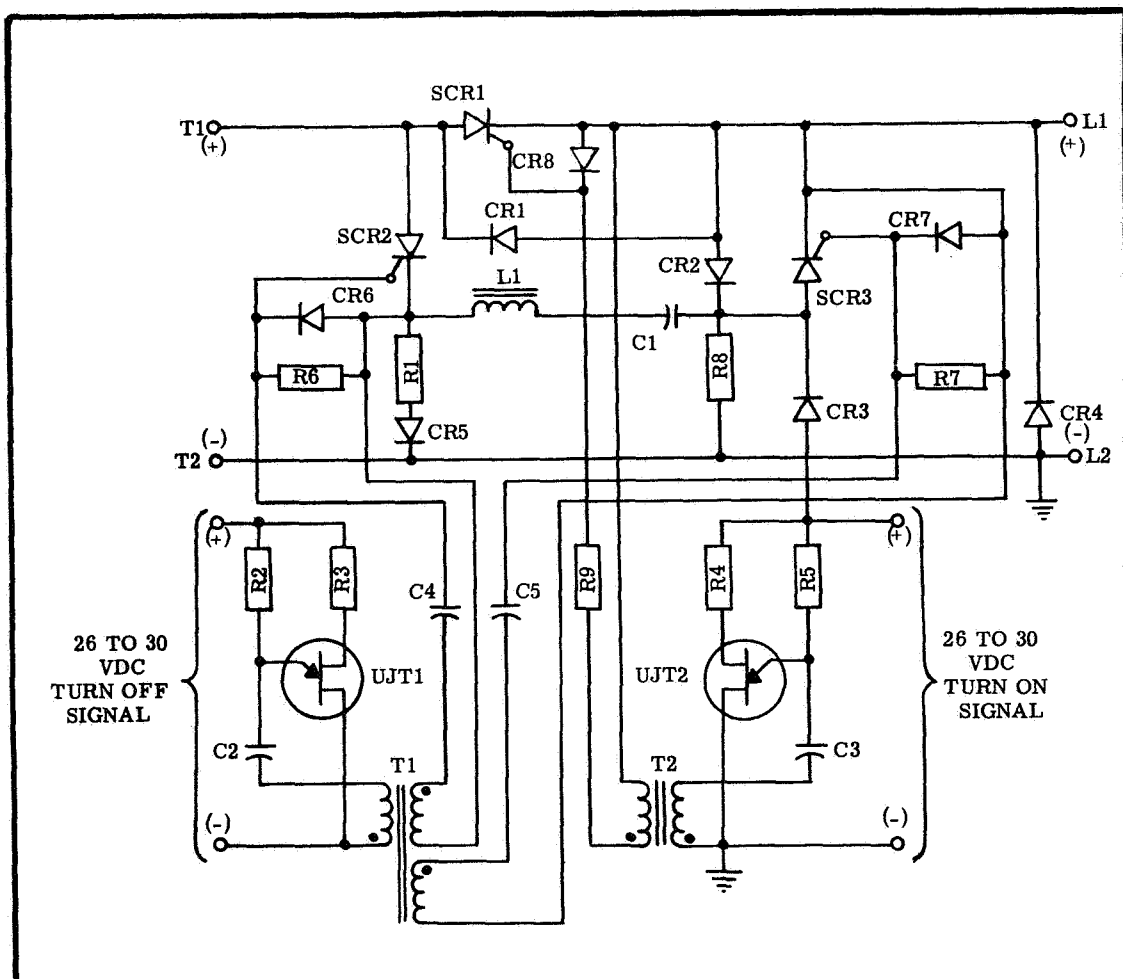 SCR1
T1
(+)
L1
(+)
CR8
CR1
CR7
SCR2
CR2
SCR3
L1
CR6
C1
R1
R8
R6
R7
CR3
CR4
CR5
(-)
T2
(-)
L2
(+)
(+)
R2
R3
C4
C5
R9
R4
R5
26 TO 30
VDC
TURN OFF
SIGNAL
UJT1
UJT2
26 TO 30
VDC
TURN ON
SIGNAL
C2
C3
T1
T2
(-)
(-)